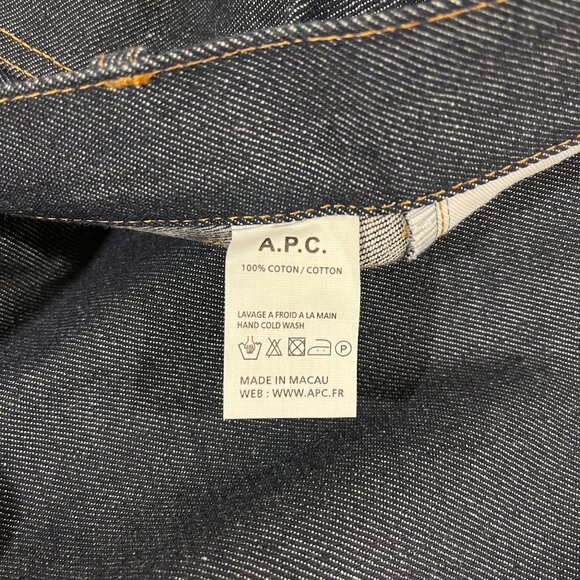 A.P.C.
100% COTON / COTTON
LAVAGE A FROID A LA MAIN
HAND COLD WASH
P
MADE IN MACAU
WEB : WWW.APC.FR